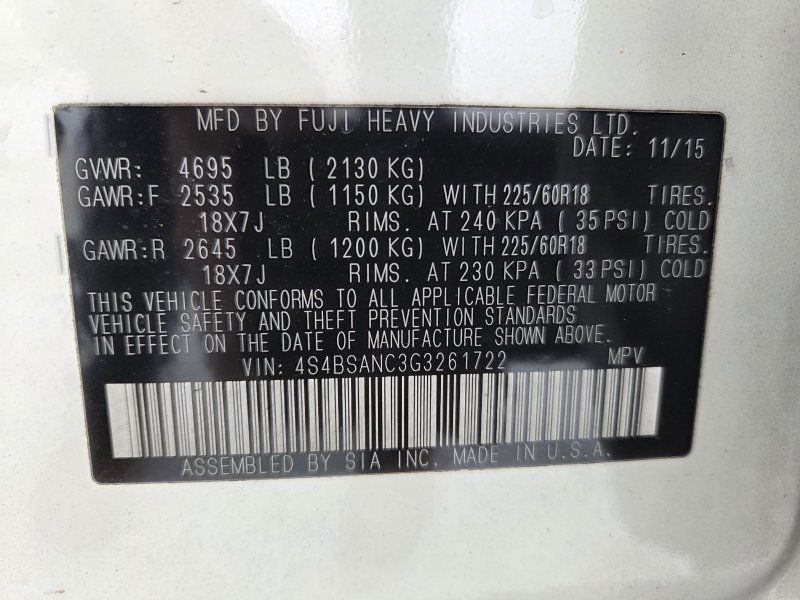 MFD BY FUJI HEAVY INDUSTRIES LTD.
DATE: 11/15
GVWR: 4695 LB ( 2130 KG)
GAWR:F 2535 LB ( 1150 KG) WITH 225/60R18 TIRES.
18X7J RIMS. AT 240 KPA ( 35 PSI) COLD
GAWR:R 2645 LB ( 1200 KG) WITH 225/60R18 TIRES.
18X7J RIMS. AT 230 KPA ( 33 PSI) COLD
THIS VEHICLE CONFORMS TO ALL APPLICABLE FEDERAL MOTOR
VEHICLE SAFETY AND THEFT PREVENTION STANDARDS
IN EFFECT ON THE DATE OF MANUFACTURE SHOWN ABOVE.
VIN: 4S4BSANC3G3261722 MPV
ASSEMBLED BY SIA INC. MADE IN U.S.A.